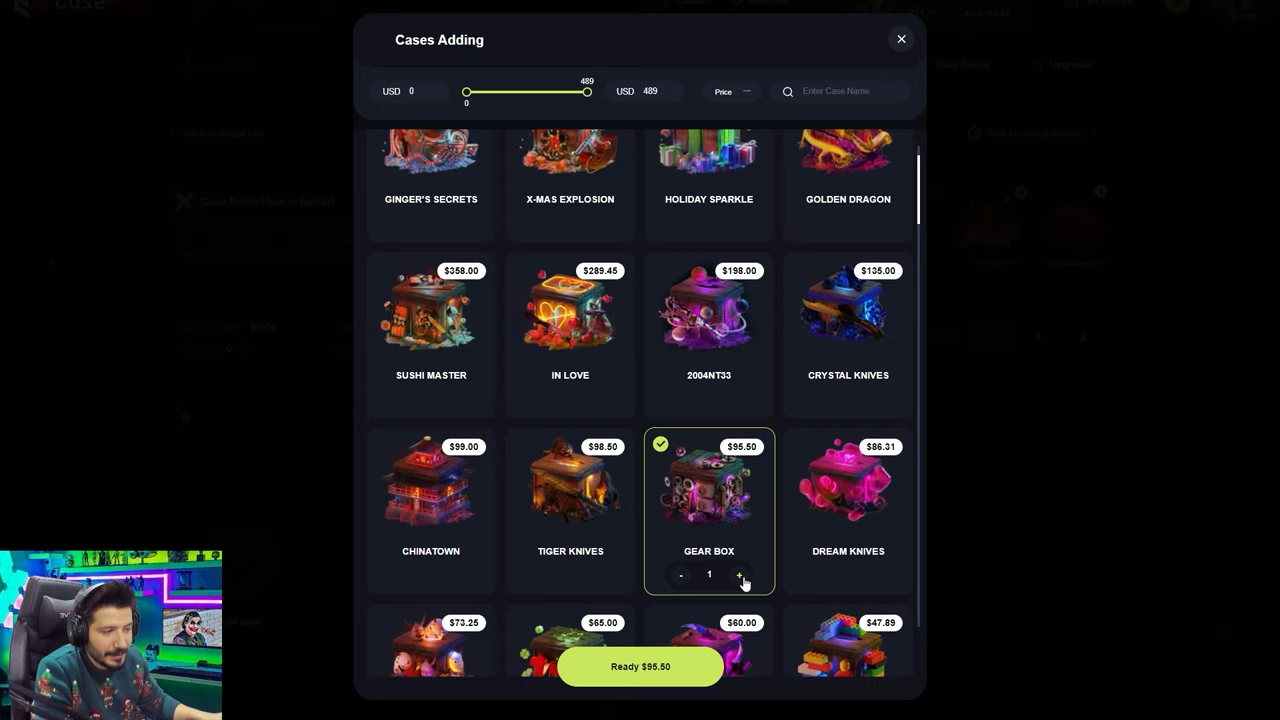 Cases Adding
USD 0
0
489
USD 489
Price
Enter Case Name
GINGER'S SECRETS
X-MAS EXPLOSION
HOLIDAY SPARKLE
GOLDEN DRAGON
$358.00
$289.45
$198.00
$135.00
SUSHI MASTER
IN LOVE
2004NT33
CRYSTAL KNIVES
$99.00
$98.50
$95.50
$86.31
CHINATOWN
TIGER KNIVES
GEAR BOX
DREAM KNIVES
- 1 +
$73.25
$65.00
$60.00
$47.89
Ready $95.50